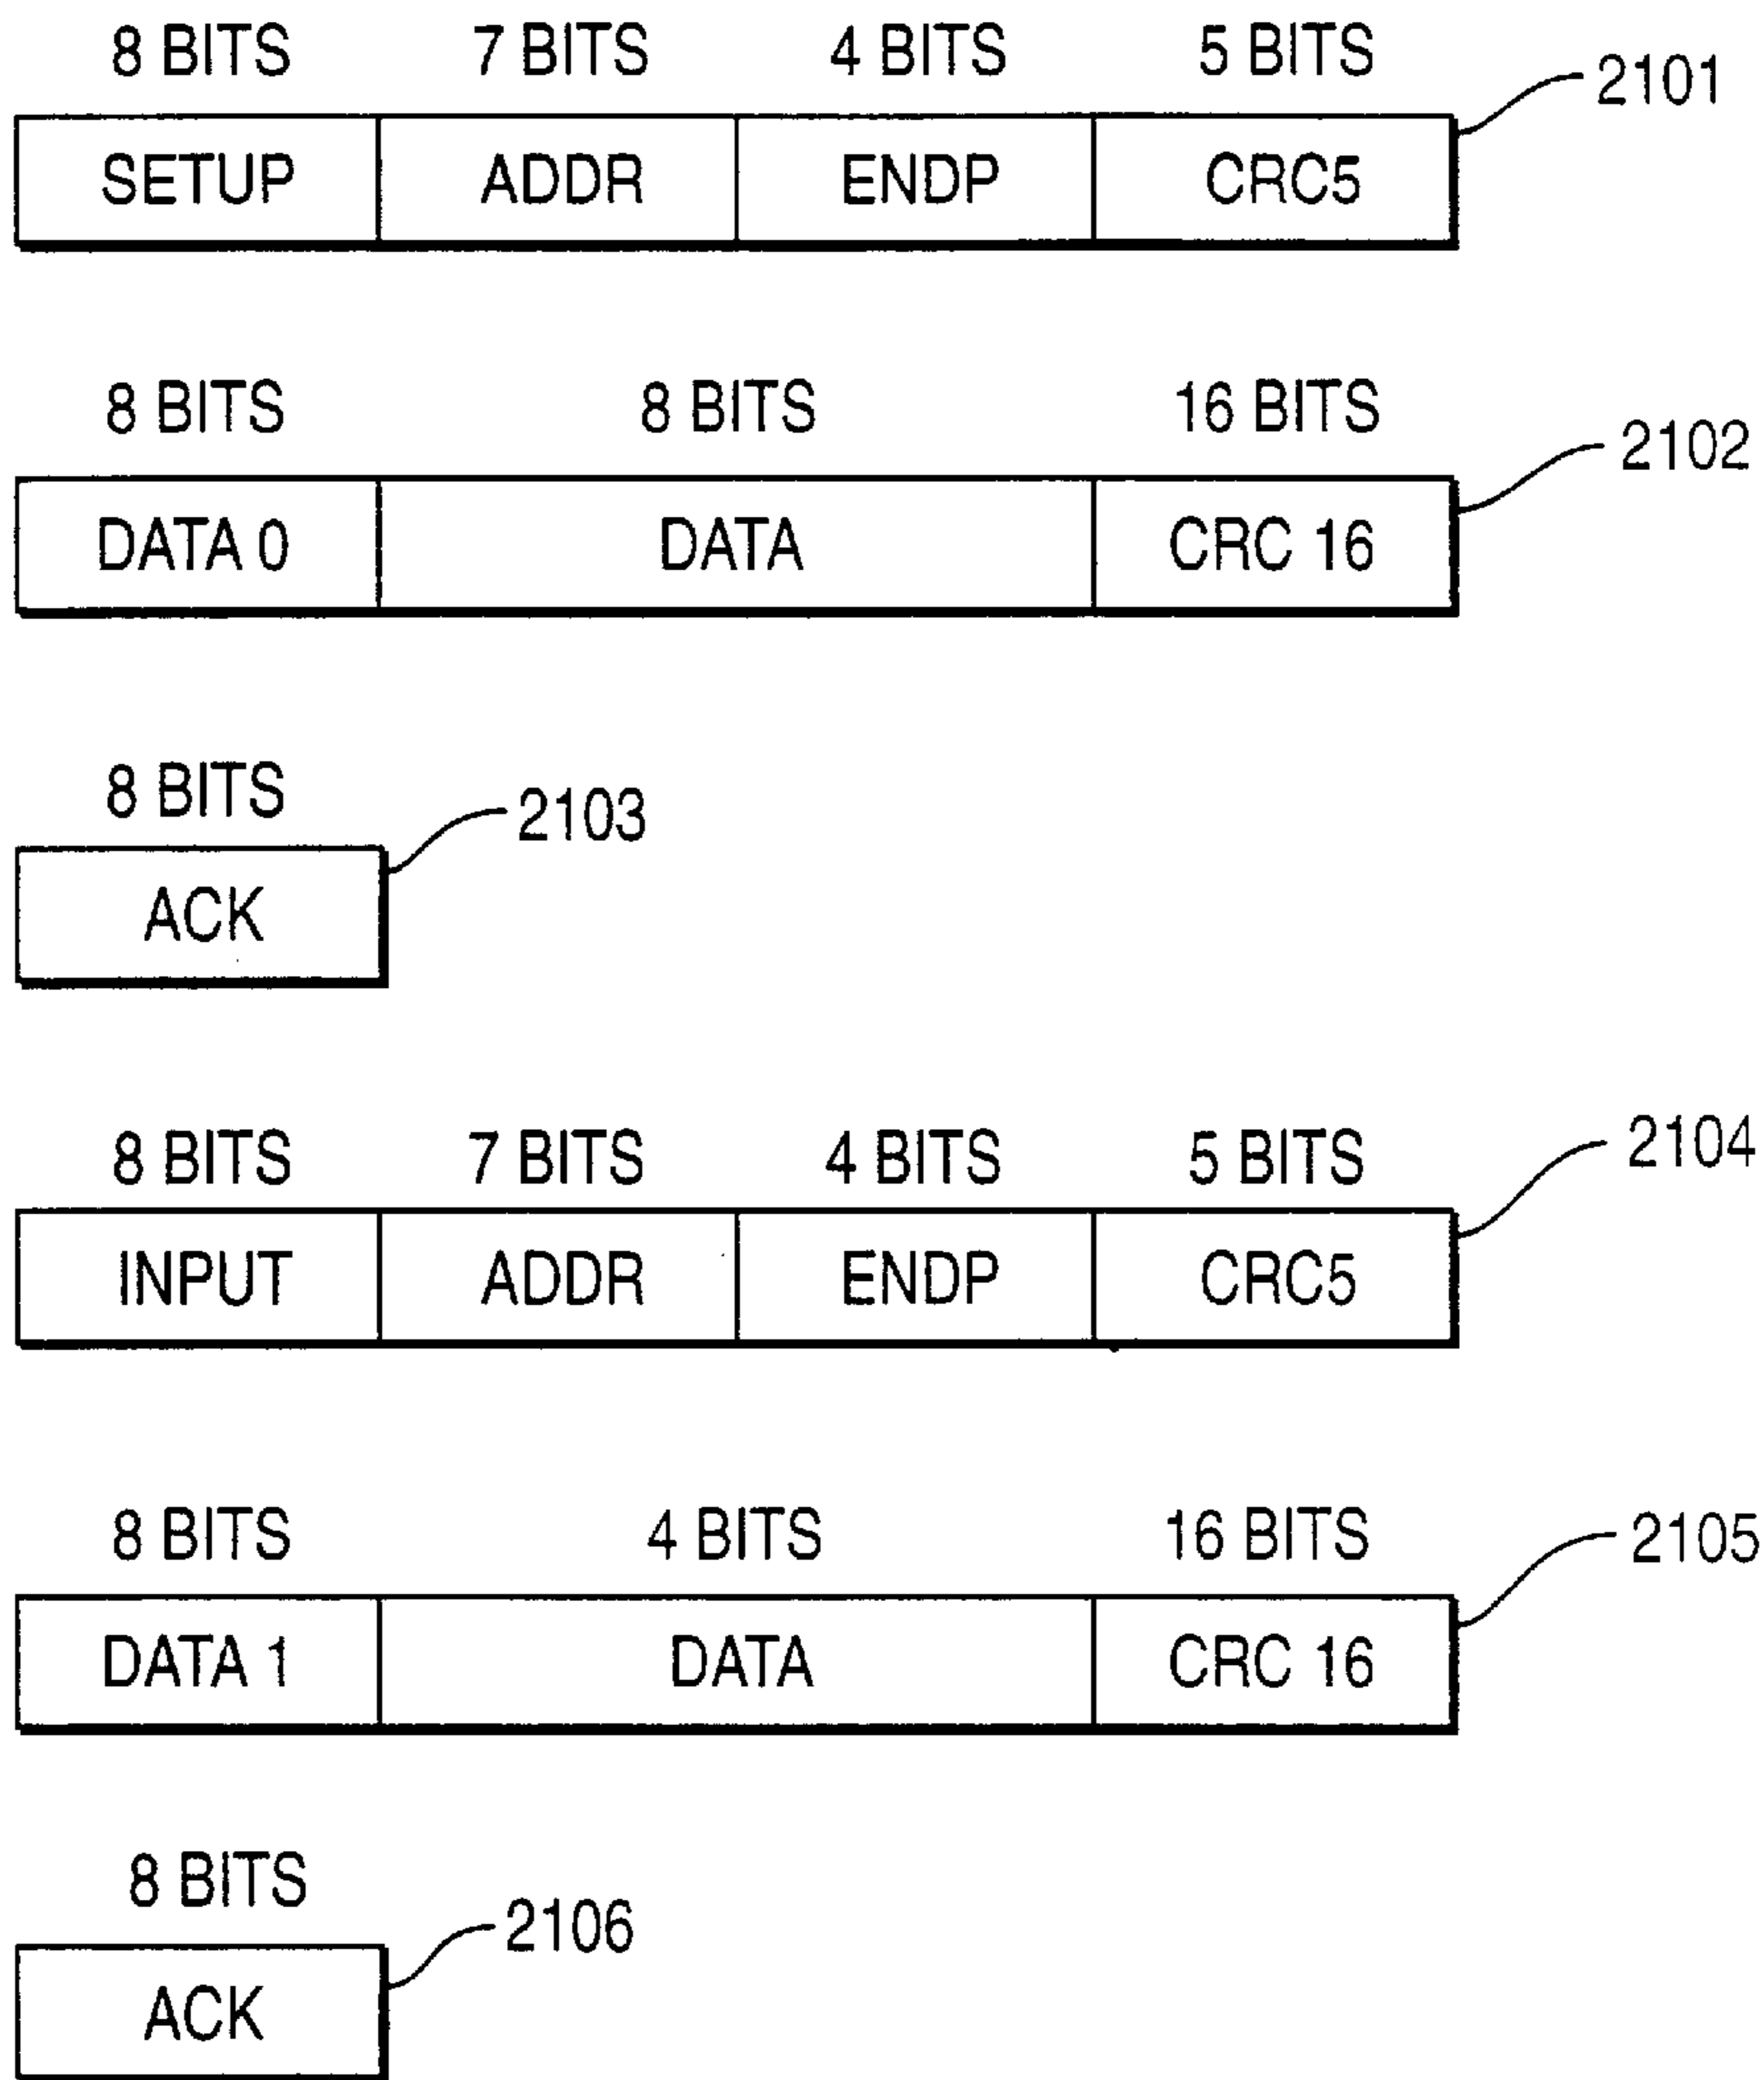 8 BITS 7 BITS 4 BITS 5 BITS
2101
SETUP ADDR ENDP CRC5
8 BITS 8 BITS 16 BITS
2102
DATA 0 DATA CRC 16
8 BITS
2103
ACK
8 BITS 7 BITS 4 BITS 5 BITS
2104
INPUT ADDR ENDP CRC5
8 BITS 4 BITS 16 BITS
2105
DATA 1 DATA CRC 16
8 BITS
2106
ACK